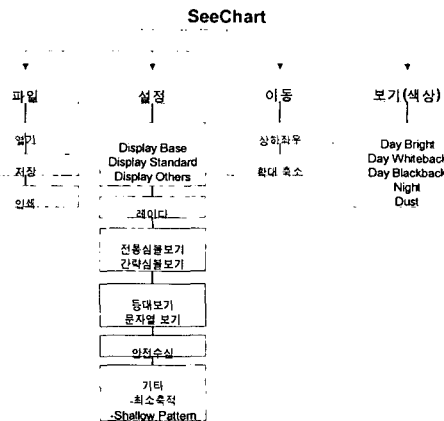 SeeChart
파일
설정
이동
보기(색상)
열기
저장
인쇄
Display Base
Display Standard
Display Others
레이다
전통심볼보기
간략심볼보기
등대보기
문자열 보기
안전수심
기타
-최소축적
-Shallow Pattern
상하좌우
확대 축소
Day Bright
Day Whiteback
Day Blackback
Night
Dust